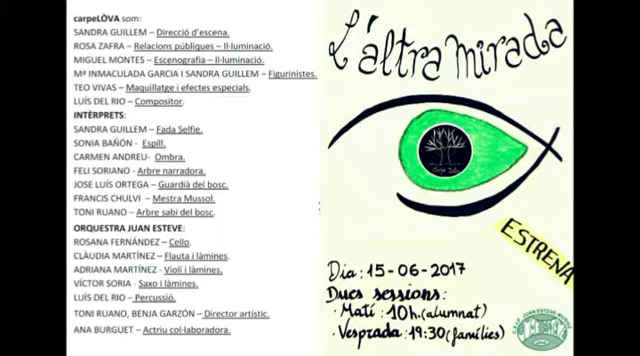 carpeLÒVA som:
SANDRA GUILLEM – Direcció d'escena.
ROSA ZAFRA – Relacions públiques – Il·luminació.
MIGUEL MONTES – Escenografia – Il·luminació.
Mª INMACULADA GARCIA I SANDRA GUILLEM – Figurinistes.
TEO VIVAS – Maquillatge i efectes especials.
LUÍS DEL RIO – Compositor.
INTÈRPRETS:
SANDRA GUILLEM – Fada Selfie.
SONIA BAÑÓN - Espill.
CARMEN ANDREU- Ombra.
FELI SORIANO - Arbre narradora.
JOSE LUÍS ORTEGA – Guardià del bosc.
FRANCIS CHULVI – Mestra Mussol.
TONI RUANO – Arbre sabi del bosc.
ORQUESTRA JUAN ESTEVE:
ROSANA FERNÁNDEZ – Cello.
CLÀUDIA MARTÍNEZ – Flauta i làmines.
ADRIANA MARTÍNEZ - Violí i làmines.
VÍCTOR SORIA - Saxo i làmines.
LUÍS DEL RIO – Percussió.
TONI RUANO, BENJA GARZÓN – Director artístic.
ANA BURGUET – Actriu col·laboradora.
L'áltra mirada
ESTRENA
Dia: 15-06-2017
Dues sessions:
· Matí: 10h. (alumnat)
· Vesprada: 19:30 (famílies)